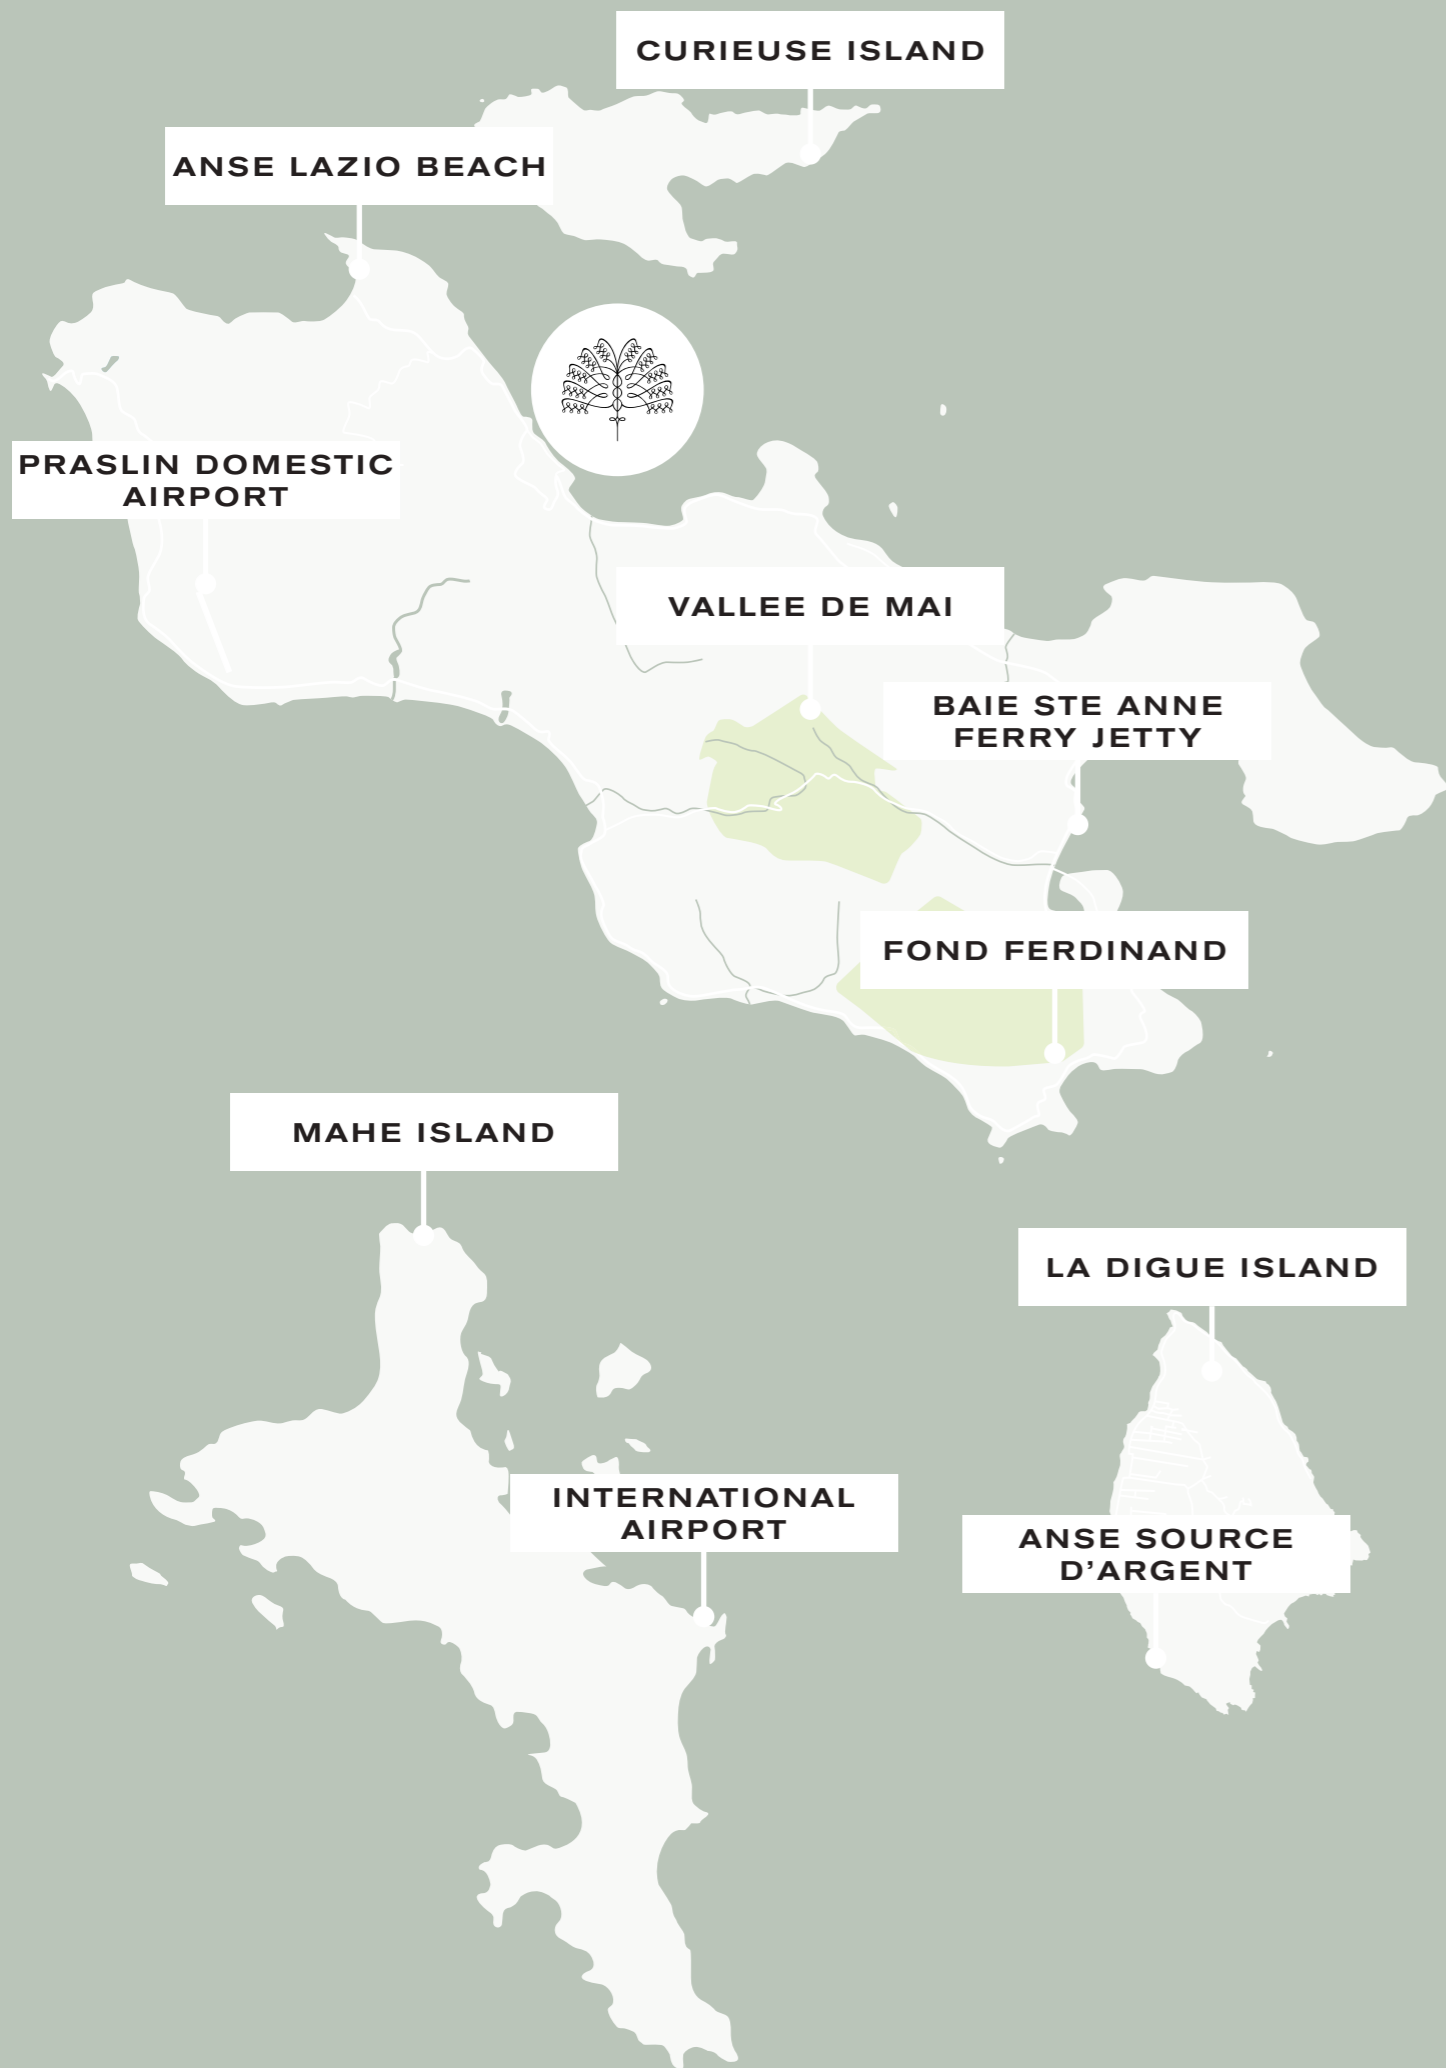 CURIEUSE ISLAND
ANSE LAZIO BEACH
PRASLIN DOMESTIC
AIRPORT
VALLEE DE MAI
BAIE STE ANNE
FERRY JETTY
FOND FERDINAND
MAHE ISLAND
LA DIGUE ISLAND
INTERNATIONAL
AIRPORT
ANSE SOURCE
D’ARGENT